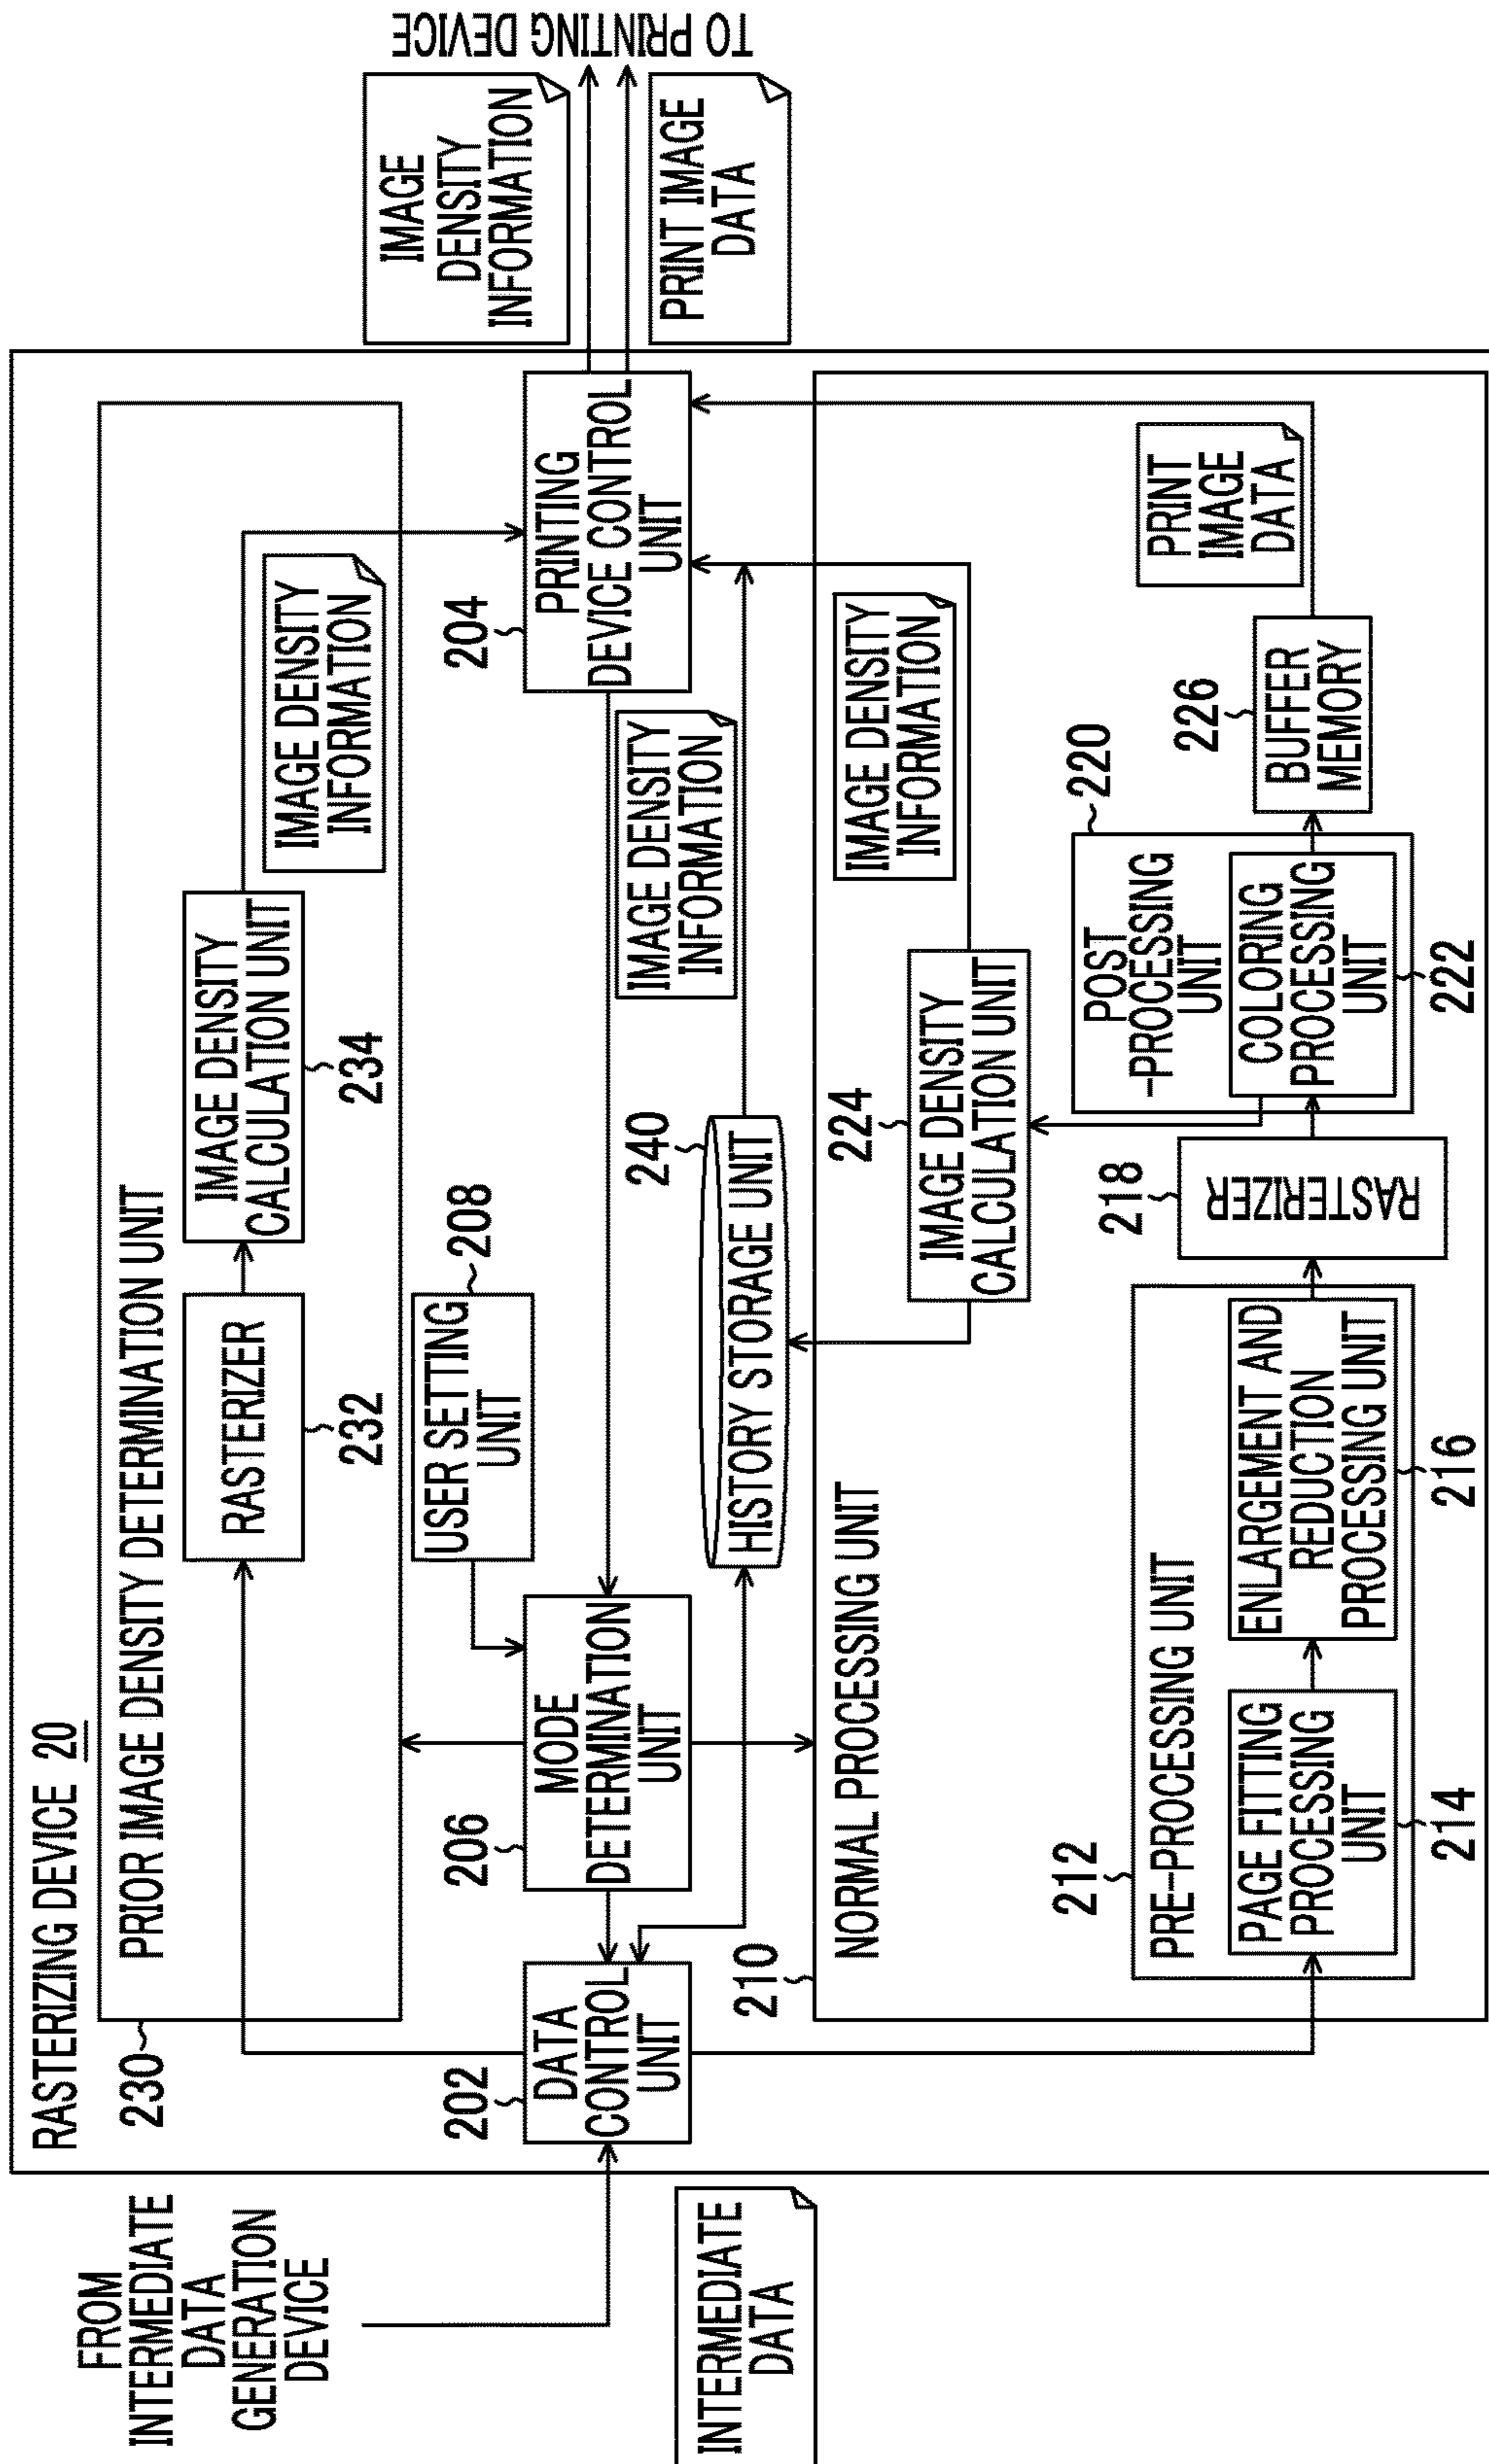 FROM
INTERMEDIATE
DATA
GENERATION
DEVICE
INTERMEDIATE
DATA
RASTERIZING DEVICE 20
230
PRIOR IMAGE DENSITY DETERMINATION UNIT
RASTERIZER
232
IMAGE DENSITY
CALCULATION UNIT
234
IMAGE DENSITY
INFORMATION
202
DATA
CONTROL
UNIT
206
MODE
DETERMINATION
UNIT
USER SETTING
UNIT
208
240
HISTORY STORAGE UNIT
IMAGE DENSITY
INFORMATION
204
PRINTING
DEVICE CONTROL
UNIT
IMAGE
DENSITY
INFORMATION
TO PRINTING DEVICE
PRINT IMAGE
DATA
210
NORMAL PROCESSING UNIT
212
PRE-PROCESSING UNIT
PAGE FITTING
PROCESSING
UNIT
214
ENLARGEMENT AND
REDUCTION
PROCESSING UNIT
216
218
RASTERIZER
224
IMAGE DENSITY
CALCULATION UNIT
IMAGE DENSITY
INFORMATION
220
POST
-PROCESSING
UNIT
COLORING
PROCESSING
UNIT
222
226
BUFFER
MEMORY
PRINT
IMAGE
DATA